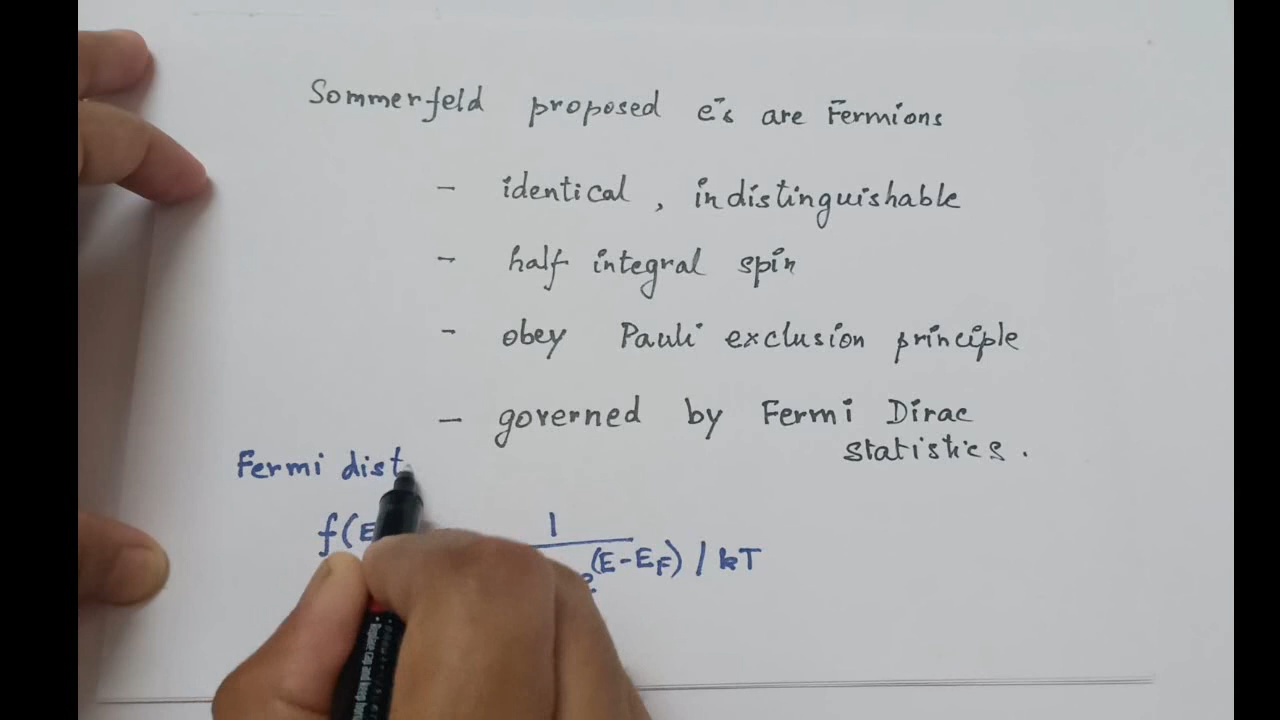 Sommerfeld proposed e⁻s are Fermions
- identical, indistinguishable
- half integral spin
- obey Pauli exclusion principle
- governed by Fermi Dirac
statistics.
Fermi dist
f(E
1
e (E-E_F) / kT